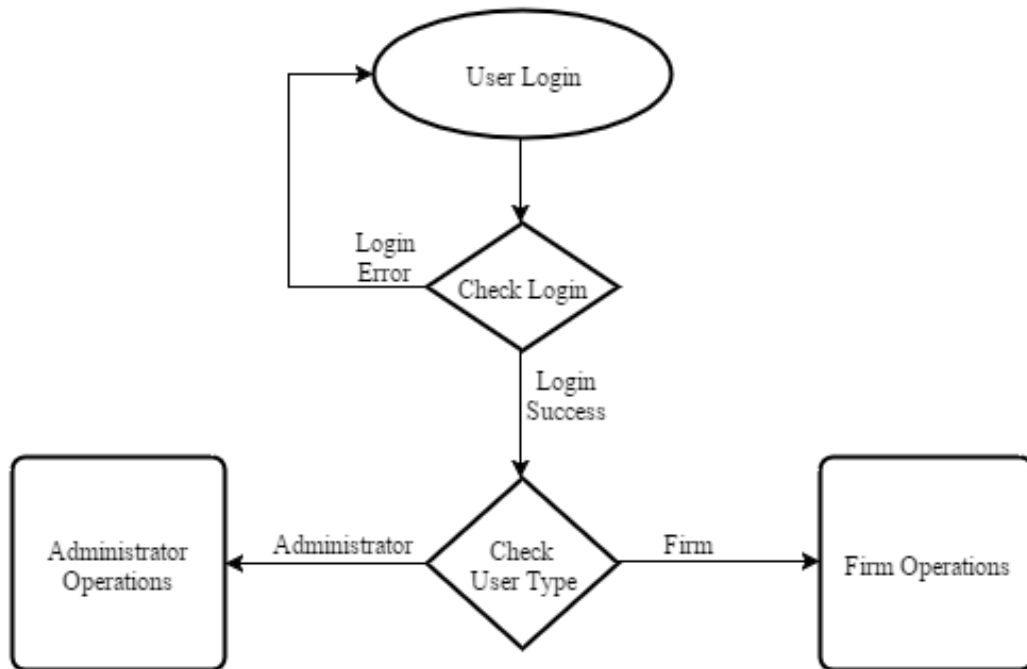 User Login
Login
Error
Check Login
Login
Success
Administrator
Operations
Administrator
Check
User Type
Firm
Firm Operations